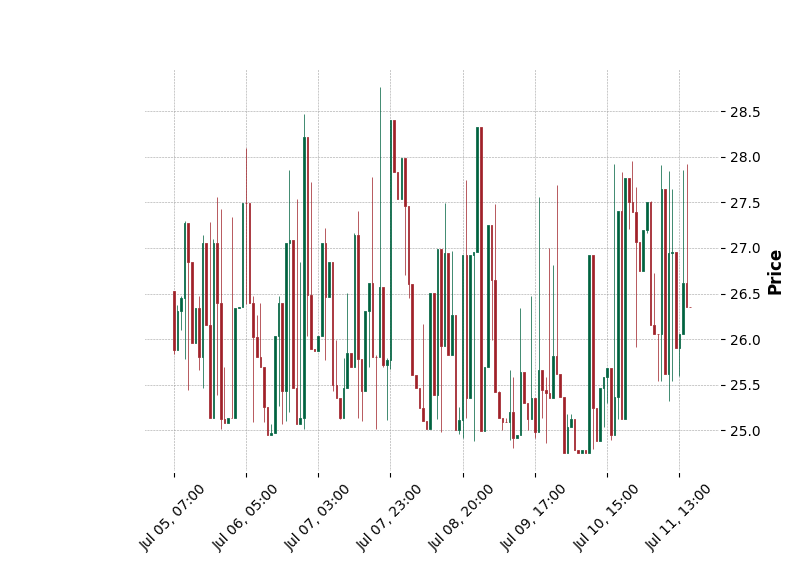 28.5
28.0
27.5
27.0
26.5
26.0
25.5
25.0
Price
Jul 05, 07:00
Jul 06, 05:00
Jul 07, 03:00
Jul 07, 23:00
Jul 08, 20:00
Jul 09, 17:00
Jul 10, 15:00
Jul 11, 13:00